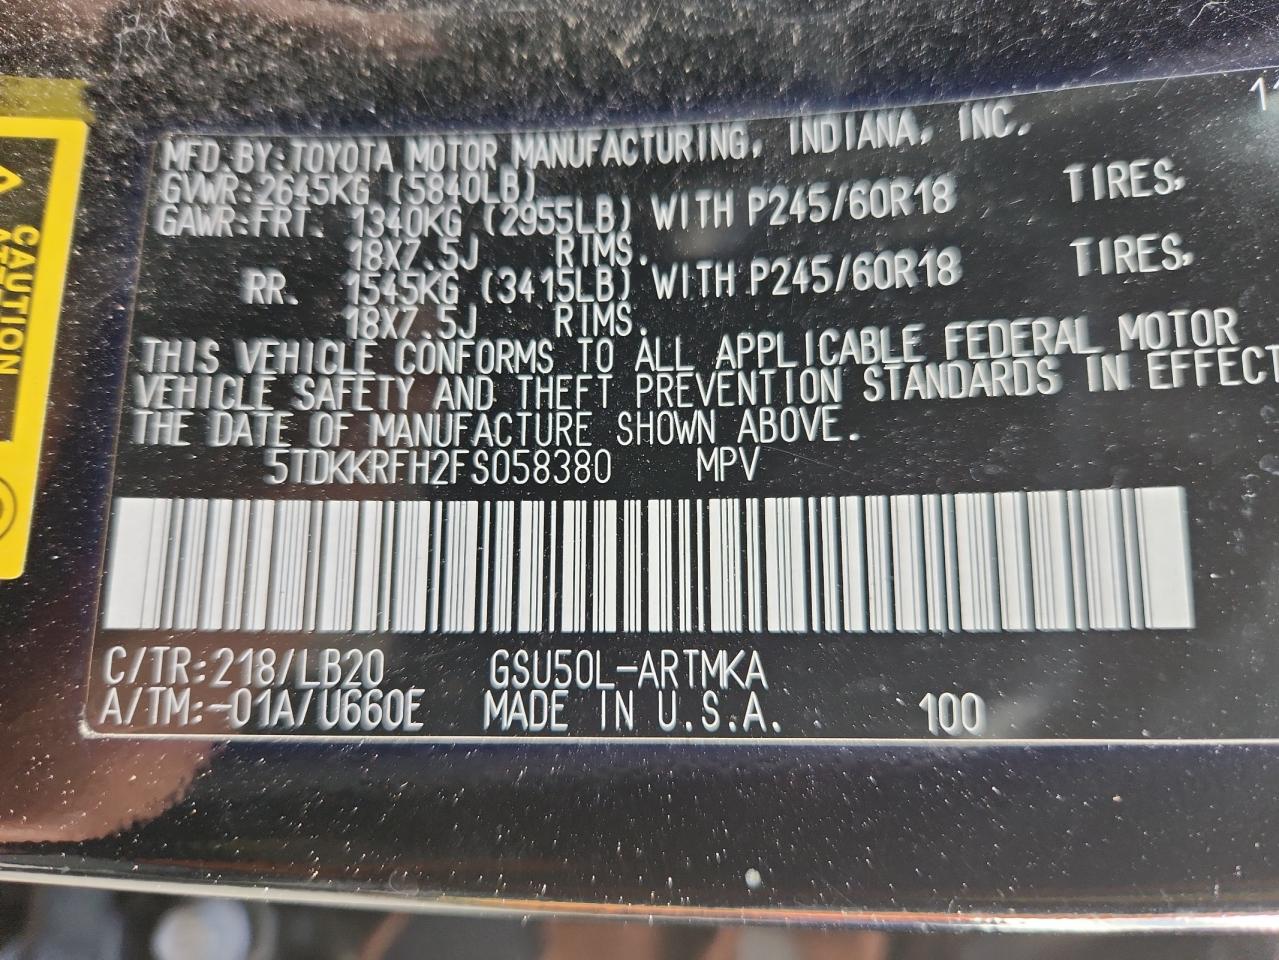 MFD.BY:TOYOTA MOTOR MANUFACTURING, INDIANA, INC.
GVWR:2645KG (5840LB)
GAWR:FRT. 1340KG (2955LB) WITH P245/60R18 TIRES,
18X7.5J RIMS.
RR. 1545KG (3415LB) WITH P245/60R18 TIRES,
18X7.5J RIMS.
THIS VEHICLE CONFORMS TO ALL APPLICABLE FEDERAL MOTOR
VEHICLE SAFETY AND THEFT PREVENTION STANDARDS IN EFFECT
THE DATE OF MANUFACTURE SHOWN ABOVE.
5TDKKRFH2FS058380 MPV
C/TR:218/LB20 GSU50L-ARTMKA
A/TM:-01A/U660E MADE IN U.S.A. 100
CAUTION